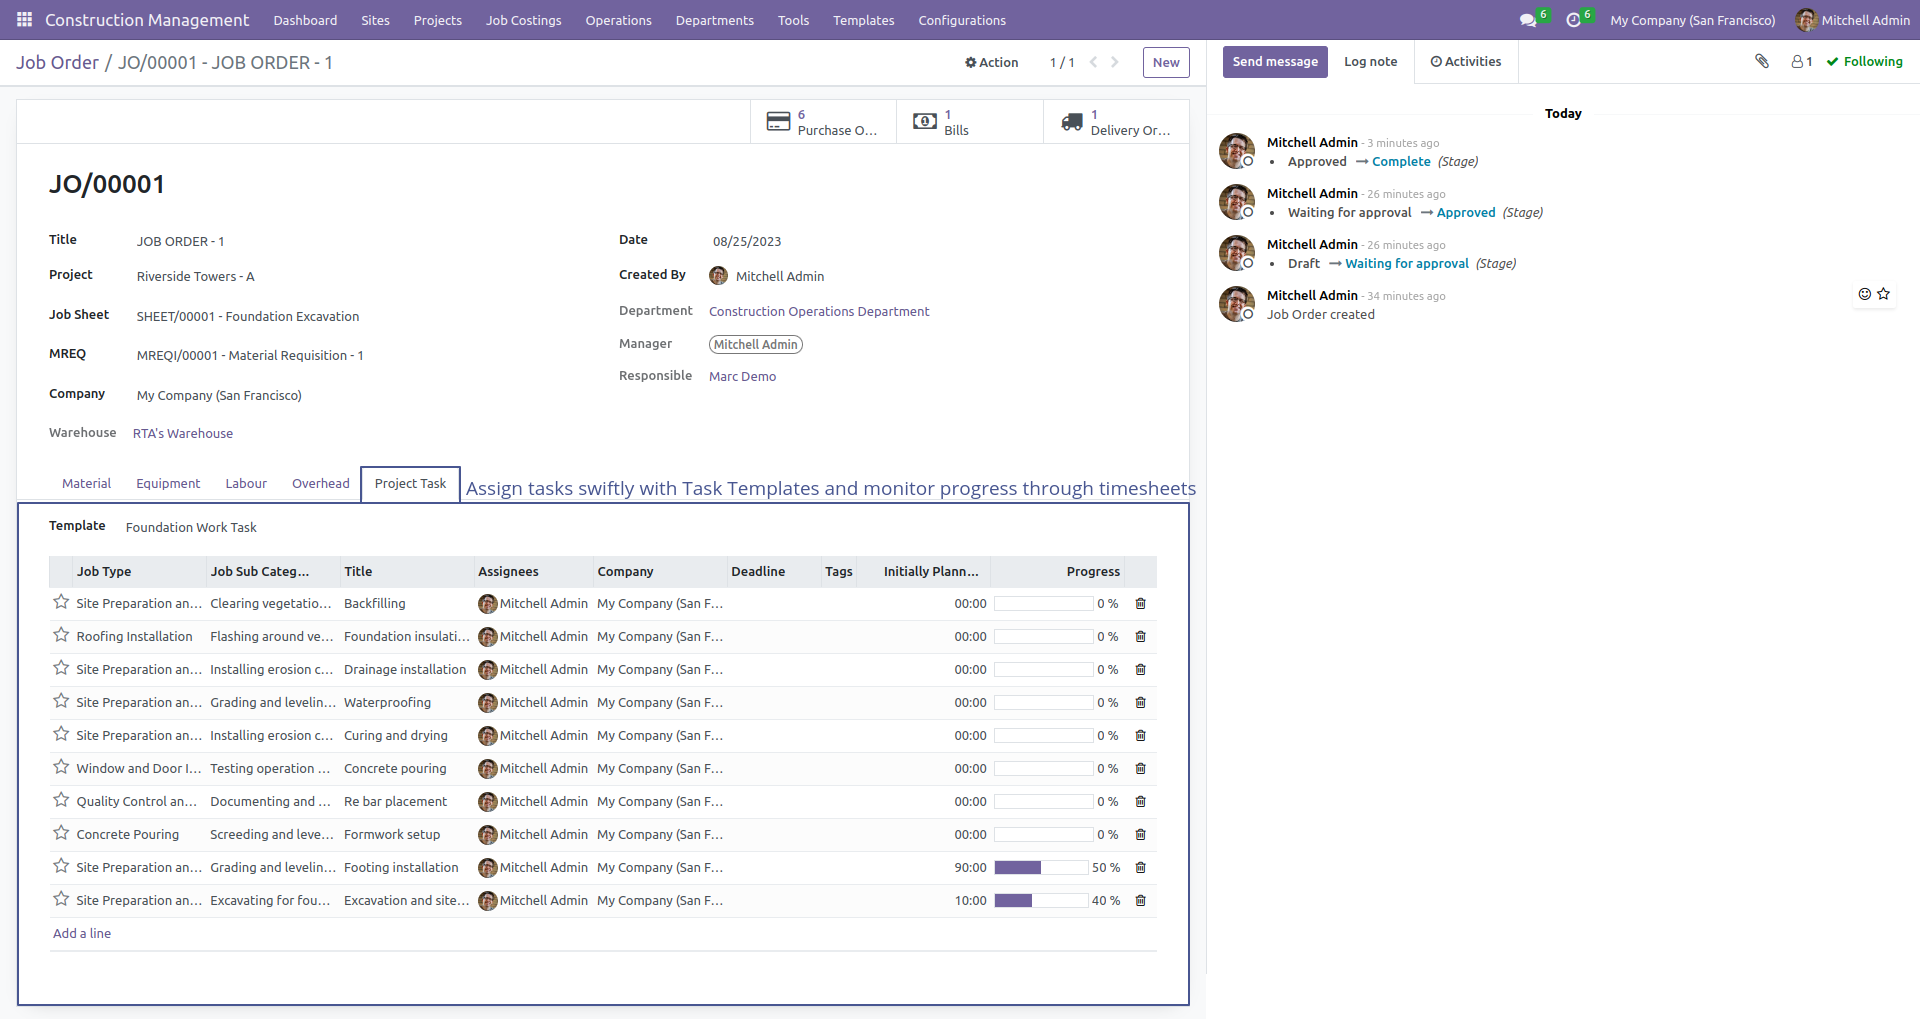 Construction Management Dashboard Sites Projects Job Costings Operations Departments Tools Templates Configurations 6 6 My Company (San Francisco) Mitchell Admin
Job Order / JO/00001 - JOB ORDER - 1 Action 1 / 1 New
Send message Log note Activities 1 Following
6 Purchase O...
1 Bills
1 Delivery Or...
JO/00001
Title JOB ORDER - 1
Project Riverside Towers - A
Job Sheet SHEET/00001 - Foundation Excavation
MREQ MREQI/00001 - Material Requisition - 1
Company My Company (San Francisco)
Warehouse RTA's Warehouse
Date 08/25/2023
Created By Mitchell Admin
Department Construction Operations Department
Manager Mitchell Admin
Responsible Marc Demo
Material Equipment Labour Overhead Project Task Assign tasks swiftly with Task Templates and monitor progress through timesheets
Template Foundation Work Task
Job Type Job Sub Categ... Title Assignees Company Deadline Tags Initially Plann... Progress
Site Preparation an... Clearing vegetatio... Backfilling Mitchell Admin My Company (San F... 00:00 0 %
Roofing Installation Flashing around ve... Foundation insulati... Mitchell Admin My Company (San F... 00:00 0 %
Site Preparation an... Installing erosion c... Drainage installation Mitchell Admin My Company (San F... 00:00 0 %
Site Preparation an... Grading and levelin... Waterproofing Mitchell Admin My Company (San F... 00:00 0 %
Site Preparation an... Installing erosion c... Curing and drying Mitchell Admin My Company (San F... 00:00 0 %
Window and Door I... Testing operation ... Concrete pouring Mitchell Admin My Company (San F... 00:00 0 %
Quality Control an... Documenting and ... Re bar placement Mitchell Admin My Company (San F... 00:00 0 %
Concrete Pouring Screeding and leve... Formwork setup Mitchell Admin My Company (San F... 00:00 0 %
Site Preparation an... Grading and levelin... Footing installation Mitchell Admin My Company (San F... 90:00 50 %
Site Preparation an... Excavating for fou... Excavation and site... Mitchell Admin My Company (San F... 10:00 40 %
Add a line
Today
Mitchell Admin - 3 minutes ago
• Approved → Complete (Stage)
Mitchell Admin - 26 minutes ago
• Waiting for approval → Approved (Stage)
Mitchell Admin - 26 minutes ago
• Draft → Waiting for approval (Stage)
Mitchell Admin - 34 minutes ago
Job Order created